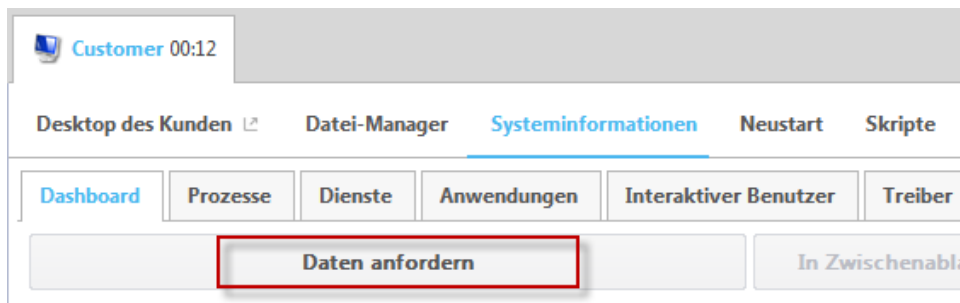 Customer 00:12
Desktop des Kunden Datei-Manager Systeminformationen Neustart Skripte
Dashboard Prozesse Dienste Anwendungen Interaktiver Benutzer Treiber
Daten anfordern In